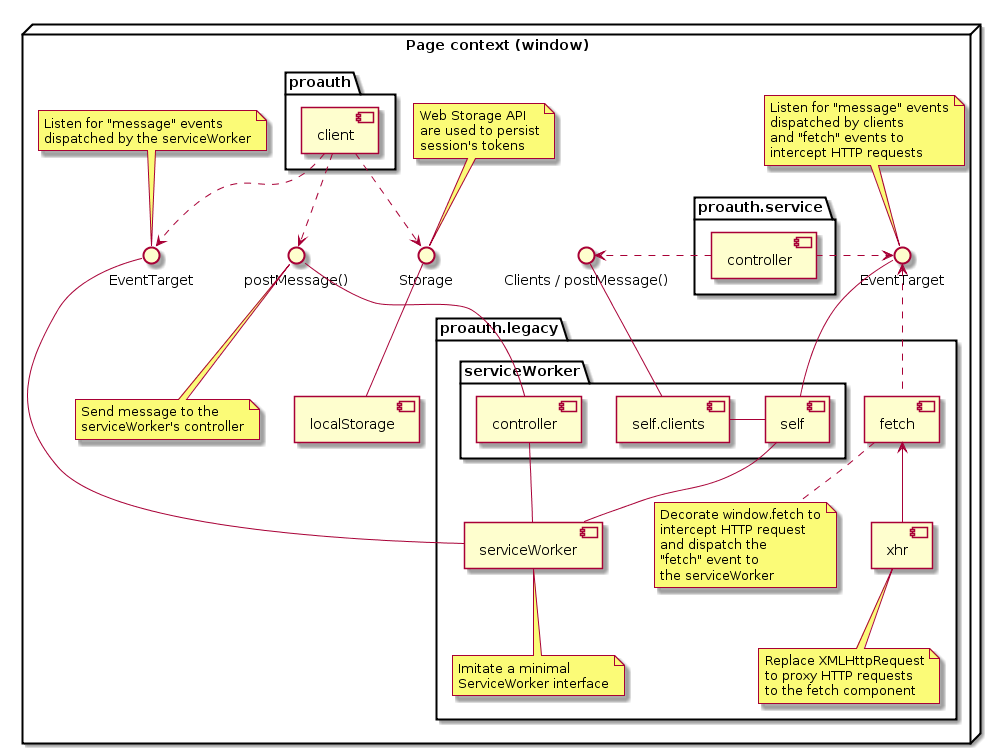 Page context (window)
proauth
client
Listen for "message" events
dispatched by the serviceWorker
Web Storage API
are used to persist
session's tokens
Listen for "message" events
dispatched by clients
and "fetch" events to
intercept HTTP requests
proauth.service
controller
EventTarget
postMessage()
Storage
Clients / postMessage()
EventTarget
proauth.legacy
serviceWorker
controller
self.clients
self
fetch
Send message to the
serviceWorker's controller
localStorage
serviceWorker
Decorate window.fetch to
intercept HTTP request
and dispatch the
"fetch" event to
the serviceWorker
xhr
Imitate a minimal
ServiceWorker interface
Replace XMLHttpRequest
to proxy HTTP requests
to the fetch component